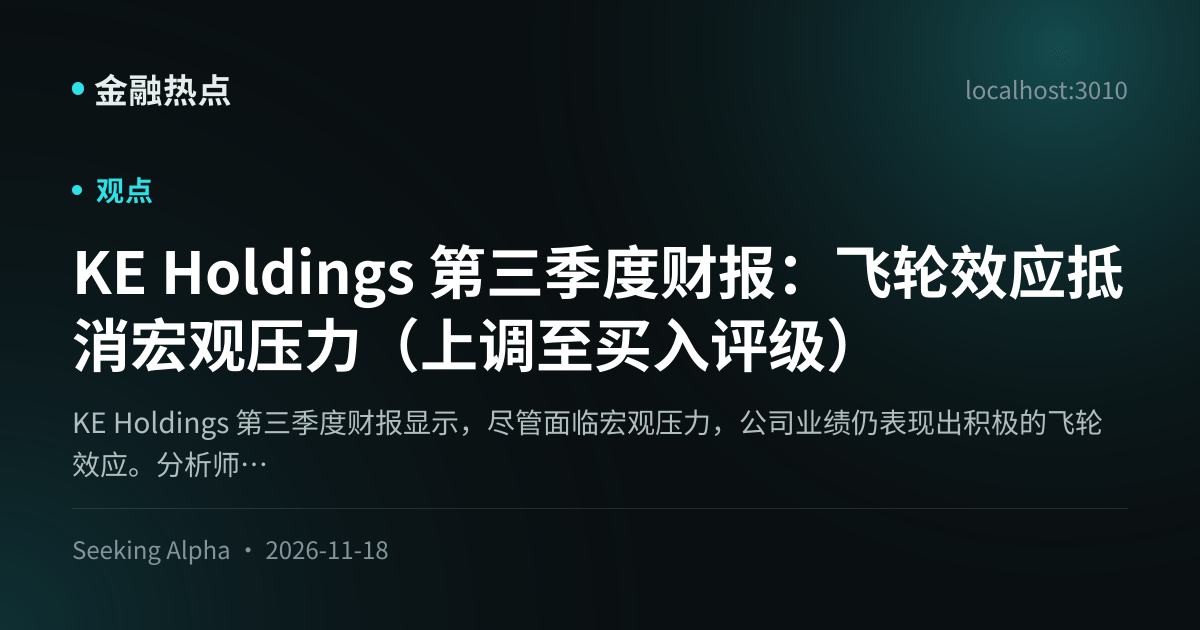 金融热点
localhost:3010
观点
KE Holdings 第三季度财报：飞轮效应抵
消宏观压力（上调至买入评级）
KE Holdings 第三季度财报显示，尽管面临宏观压力，公司业绩仍表现出积极的飞轮
效应。分析师…
Seeking Alpha · 2026-11-18